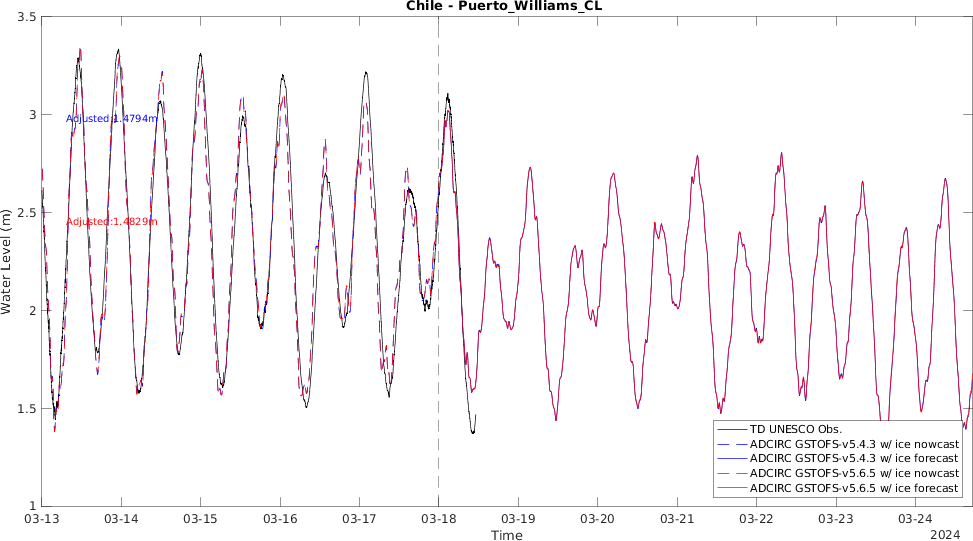 Chile - Puerto_Williams_CL
3.5
3
2.5
2
1.5
1
Water Level (m)
Adjusted:1.4794m
Adjusted:1.4829m
TD UNESCO Obs.
ADCIRC GSTOFS-v5.4.3 w/ ice nowcast
ADCIRC GSTOFS-v5.4.3 w/ ice forecast
ADCIRC GSTOFS-v5.6.5 w/ ice nowcast
ADCIRC GSTOFS-v5.6.5 w/ ice forecast
03-13 03-14 03-15 03-16 03-17 03-18 03-19 03-20 03-21 03-22 03-23 03-24
Time
2024